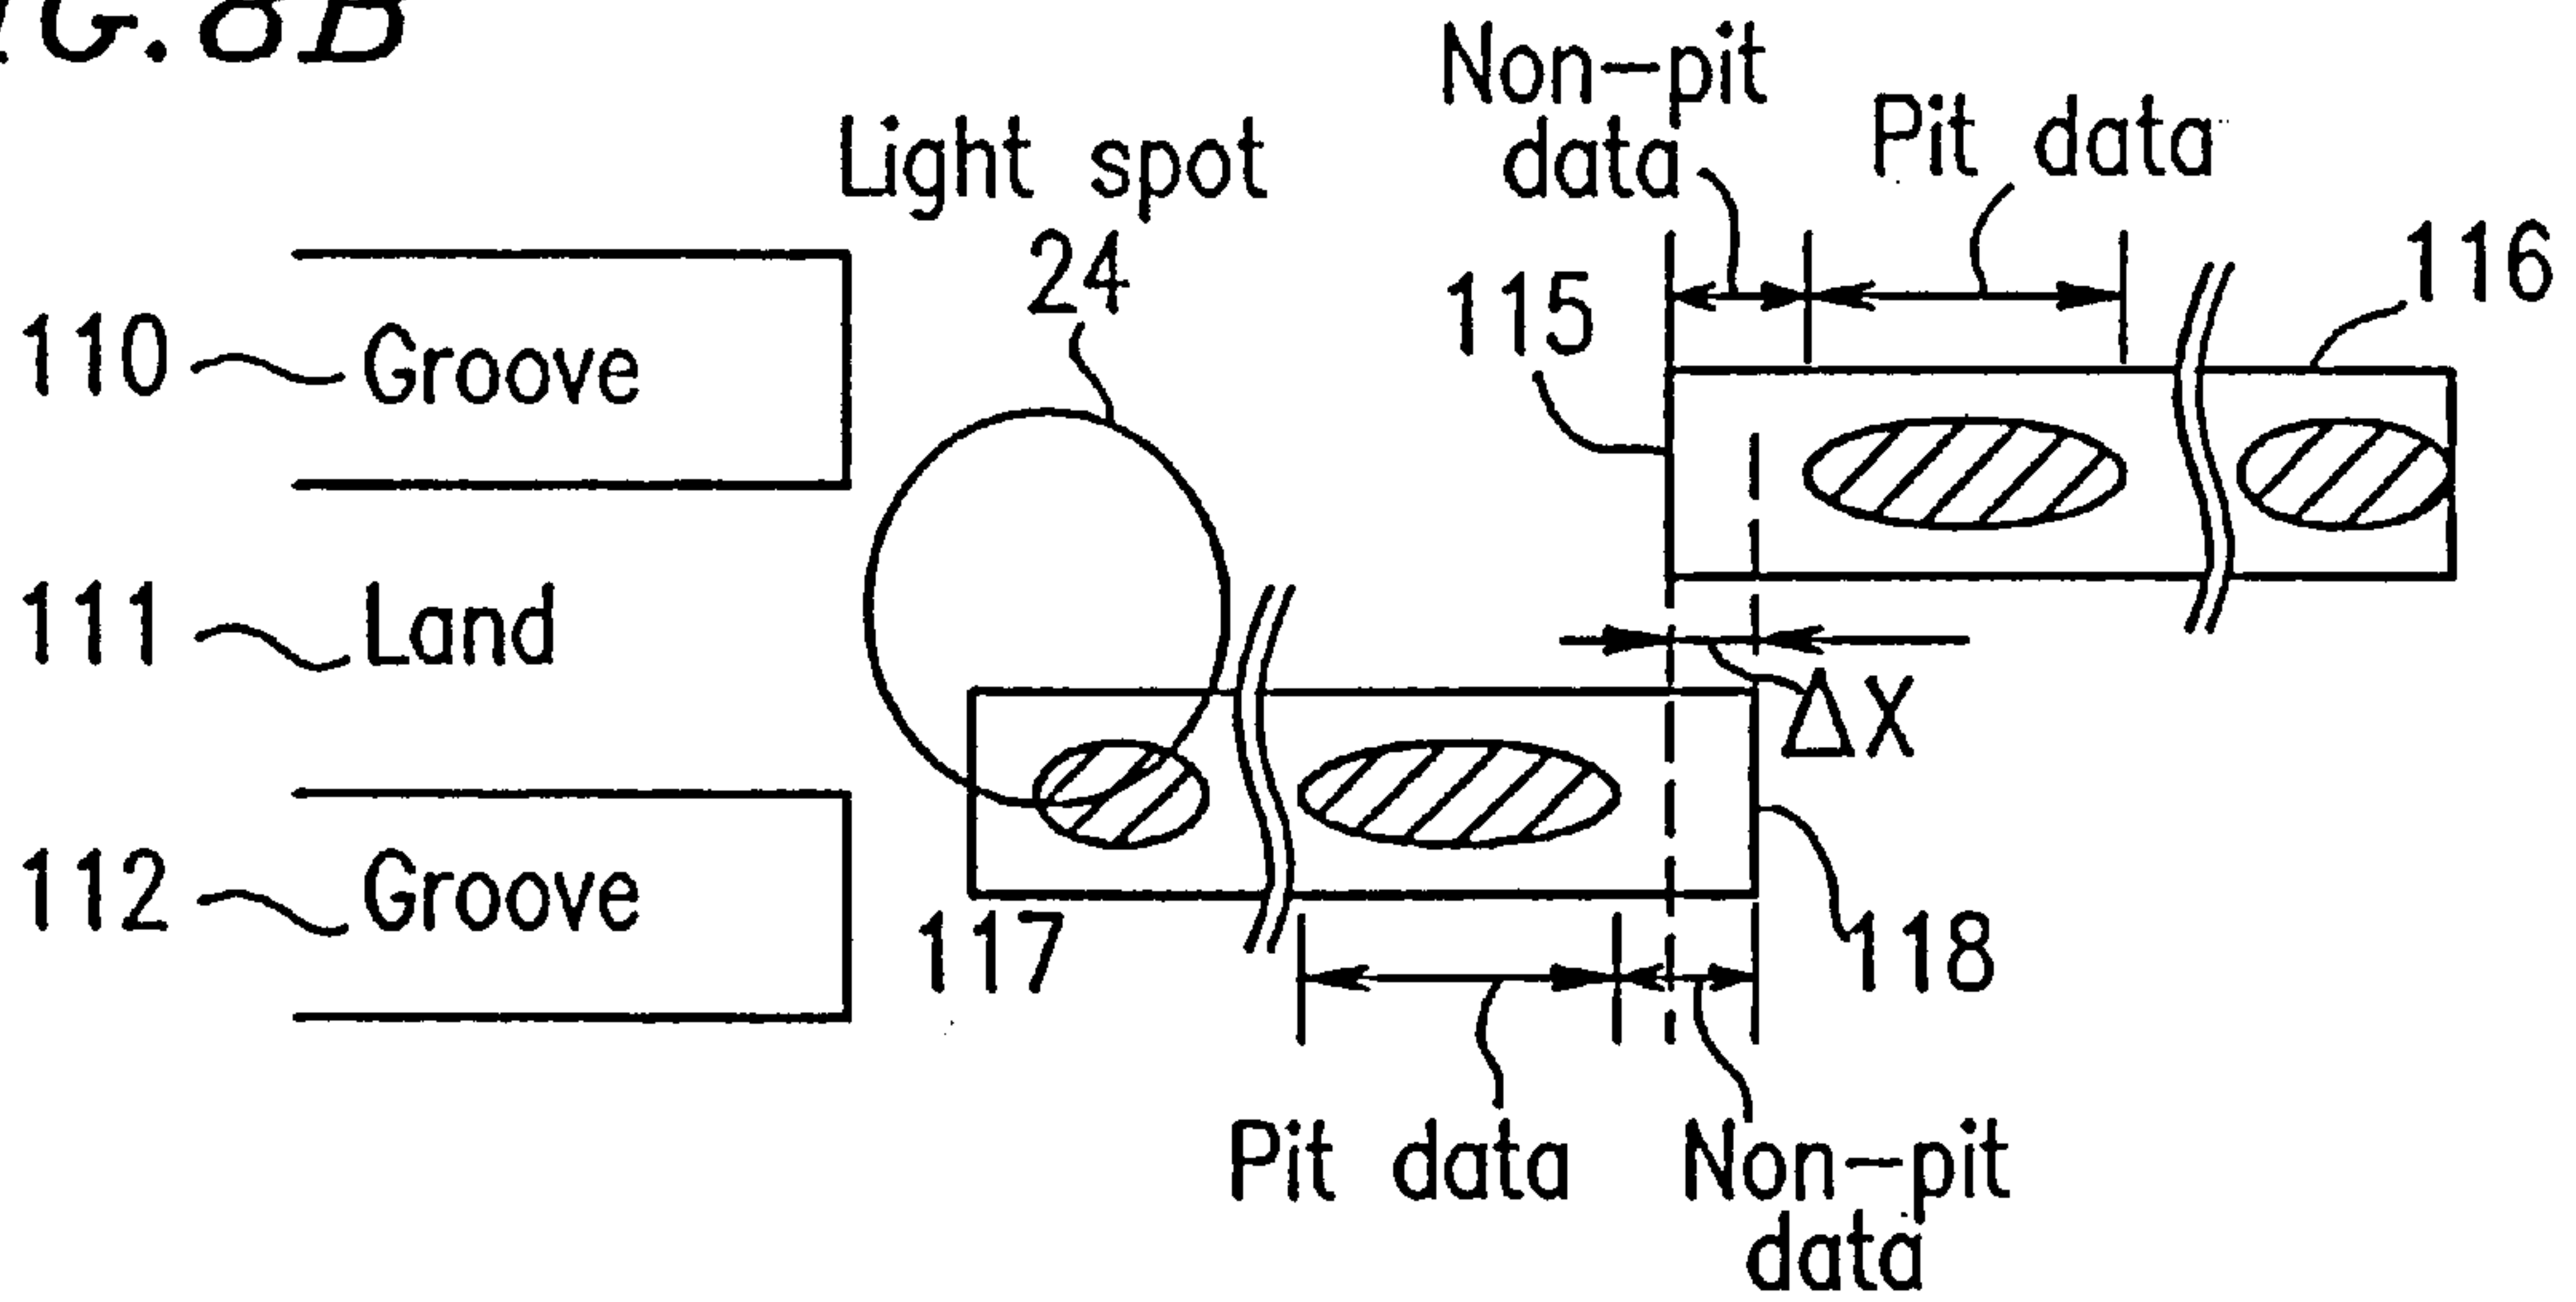 G. 8B
Non-pit
data
Pit data
Light spot
24
115
116
110
Groove
111
Land
ΔX
112
Groove
117
118
Pit data
Non-pit
data